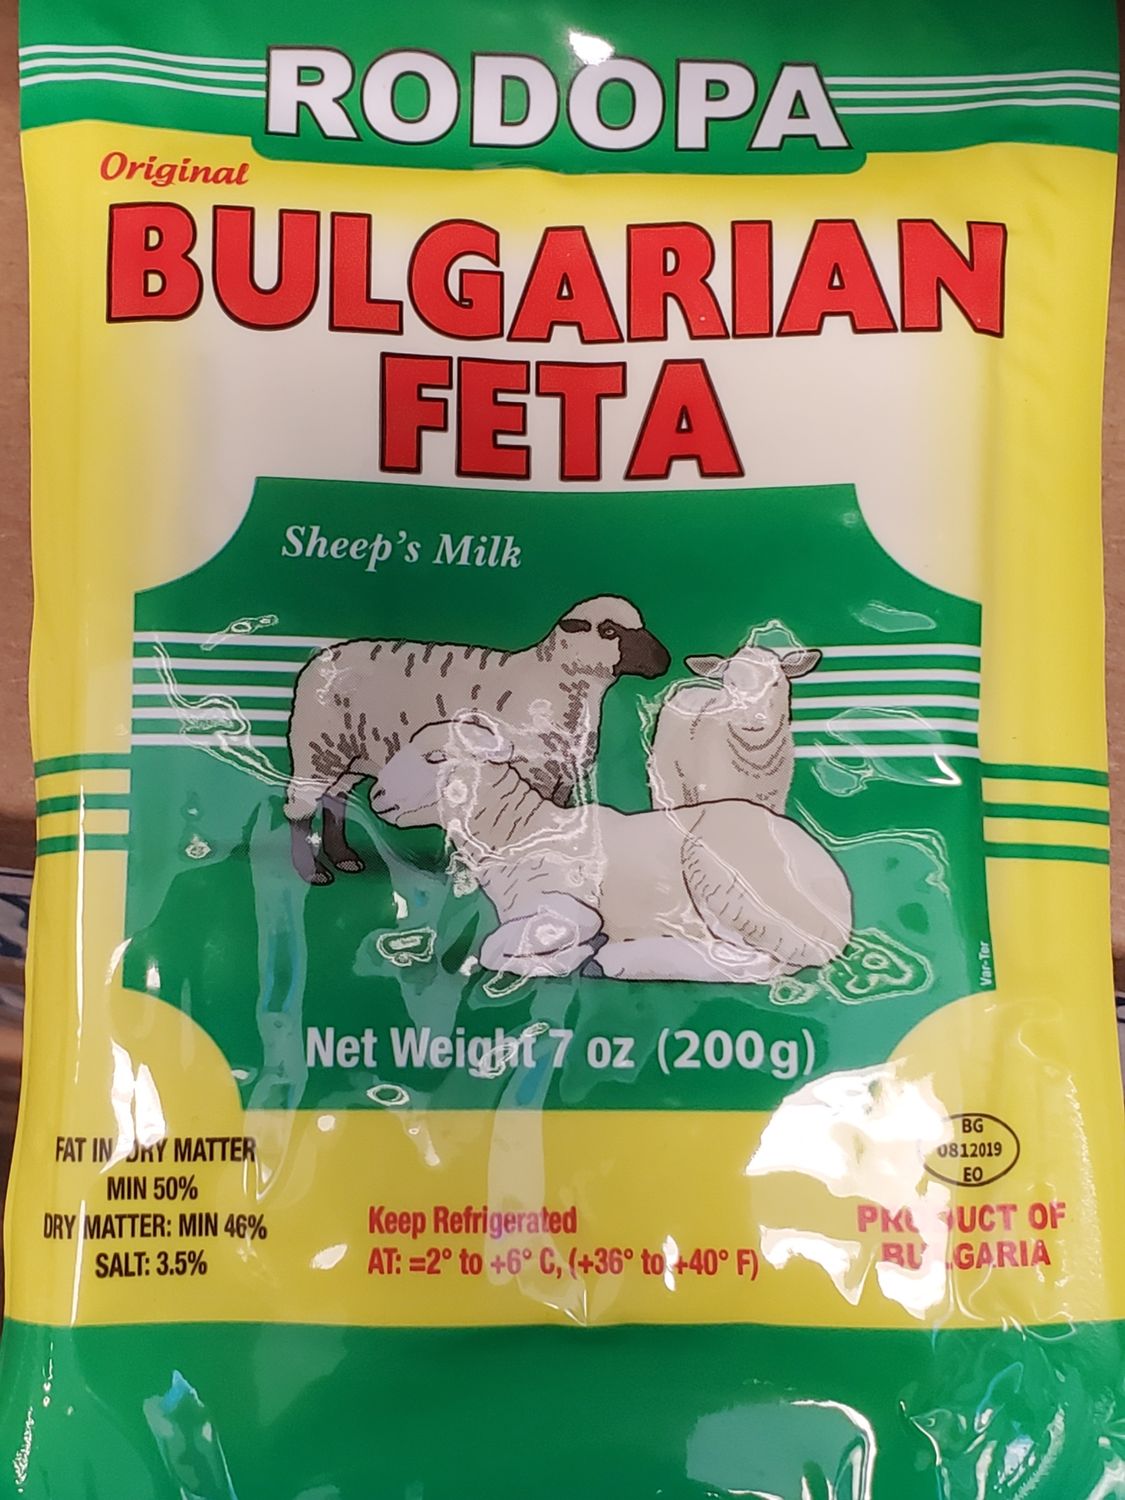 RODOPA
Original
BULGARIAN
FETA
Sheep's Milk
Var-Ter
Net Weight 7 oz (200g)
FAT IN DRY MATTER
MIN 50%
DRY MATTER: MIN 46%
SALT: 3.5%
Keep Refrigerated
AT: =2° to +6° C, (+36° to +40° F)
BG
0812019
EO
PRODUCT OF
BULGARIA